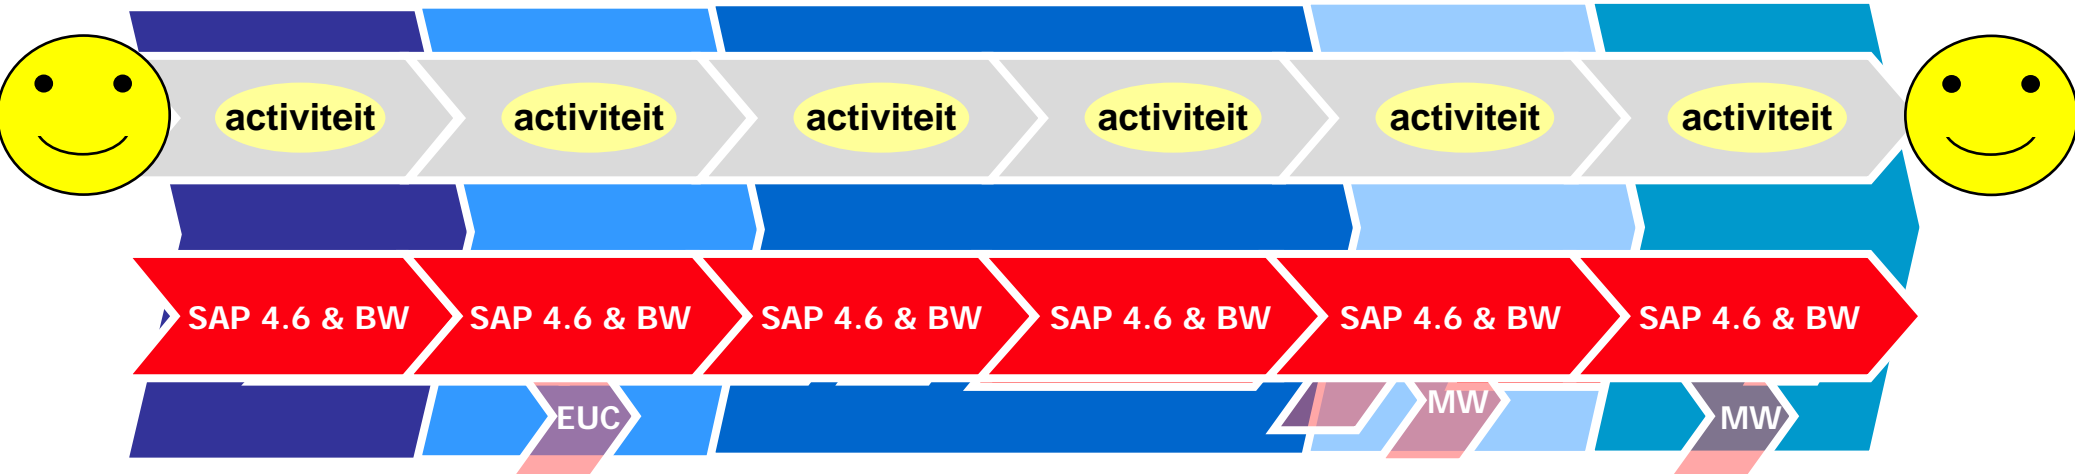 activiteit activiteit activiteit activiteit activiteit activiteit
SAP 4.6 & BW SAP 4.6 & BW SAP 4.6 & BW SAP 4.6 & BW SAP 4.6 & BW SAP 4.6 & BW
EUC MW MW